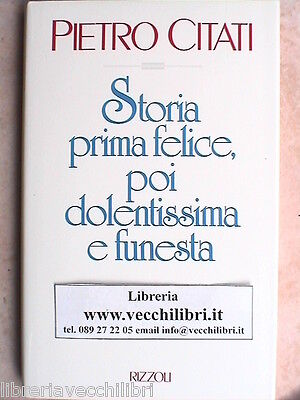 PIETRO CITATI
Storia
prima felice,
poi
dolentissima
e funesta
Libreria
www.vecchilibri.it
tel. 089 27 22 05 email info@vecchilibri.it
RIZZOLI
libreriavecchilibri